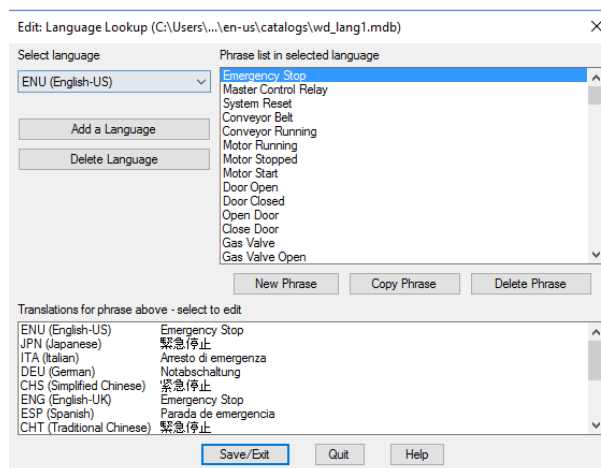 Edit: Language Lookup (C:\Users\...\en-us\catalogs\wd_lang1.mdb)
Select language
ENU (English-US)
Add a Language
Delete Language
Phrase list in selected language
Emergency Stop
Master Control Relay
System Reset
Conveyor Belt
Conveyor Running
Motor Running
Motor Stopped
Motor Start
Door Open
Door Closed
Open Door
Close Door
Gas Valve
Gas Valve Open
New Phrase
Copy Phrase
Delete Phrase
Translations for phrase above - select to edit
ENU (English-US) Emergency Stop
JPN (Japanese) 緊急停止
ITA (Italian) Arresto di emergenza
DEU (German) Notabschaltung
CHS (Simplified Chinese) 紧急停止
ENG (English-UK) Emergency Stop
ESP (Spanish) Parada de emergencia
CHT (Traditional Chinese) 緊急停止
Save/Exit
Quit
Help